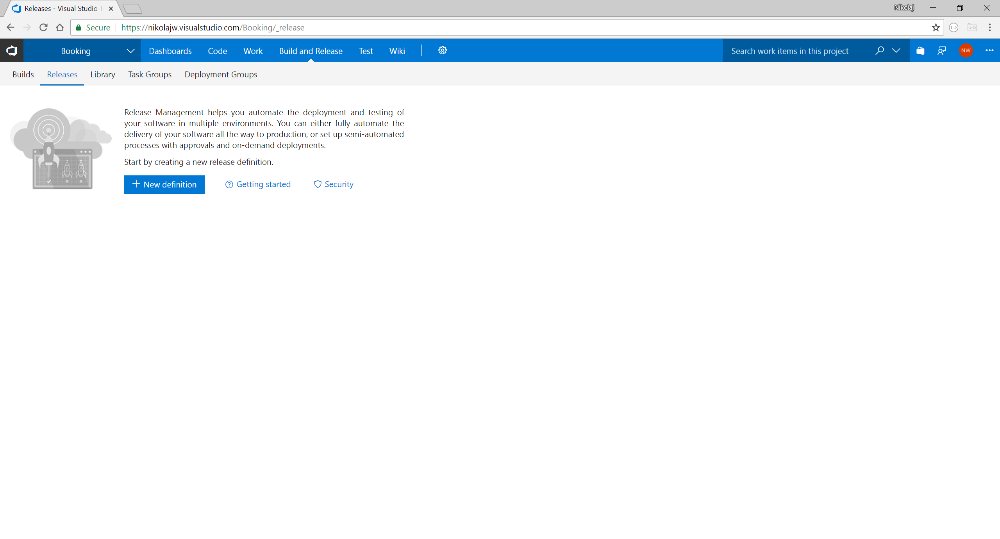 Releases - Visual Studio T
Nikolaj
Secure
https://nikolajw.visualstudio.com/Booking/_release
Booking
Dashboards
Code
Work
Build and Release
Test
Wiki
Search work items in this project
NW
Builds
Releases
Library
Task Groups
Deployment Groups
Release Management helps you automate the deployment and testing of
your software in multiple environments. You can either fully automate the
delivery of your software all the way to production, or set up semi-automated
processes with approvals and on-demand deployments.
Start by creating a new release definition.
New definition
Getting started
Security